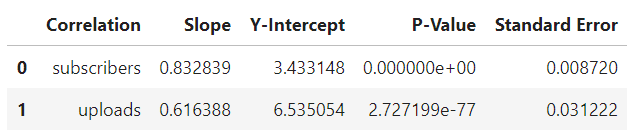 Correlation Slope Y-Intercept P-Value Standard Error
0 subscribers 0.832839 3.433148 0.000000e+00 0.008720
1 uploads 0.616388 6.535054 2.727199e-77 0.031222